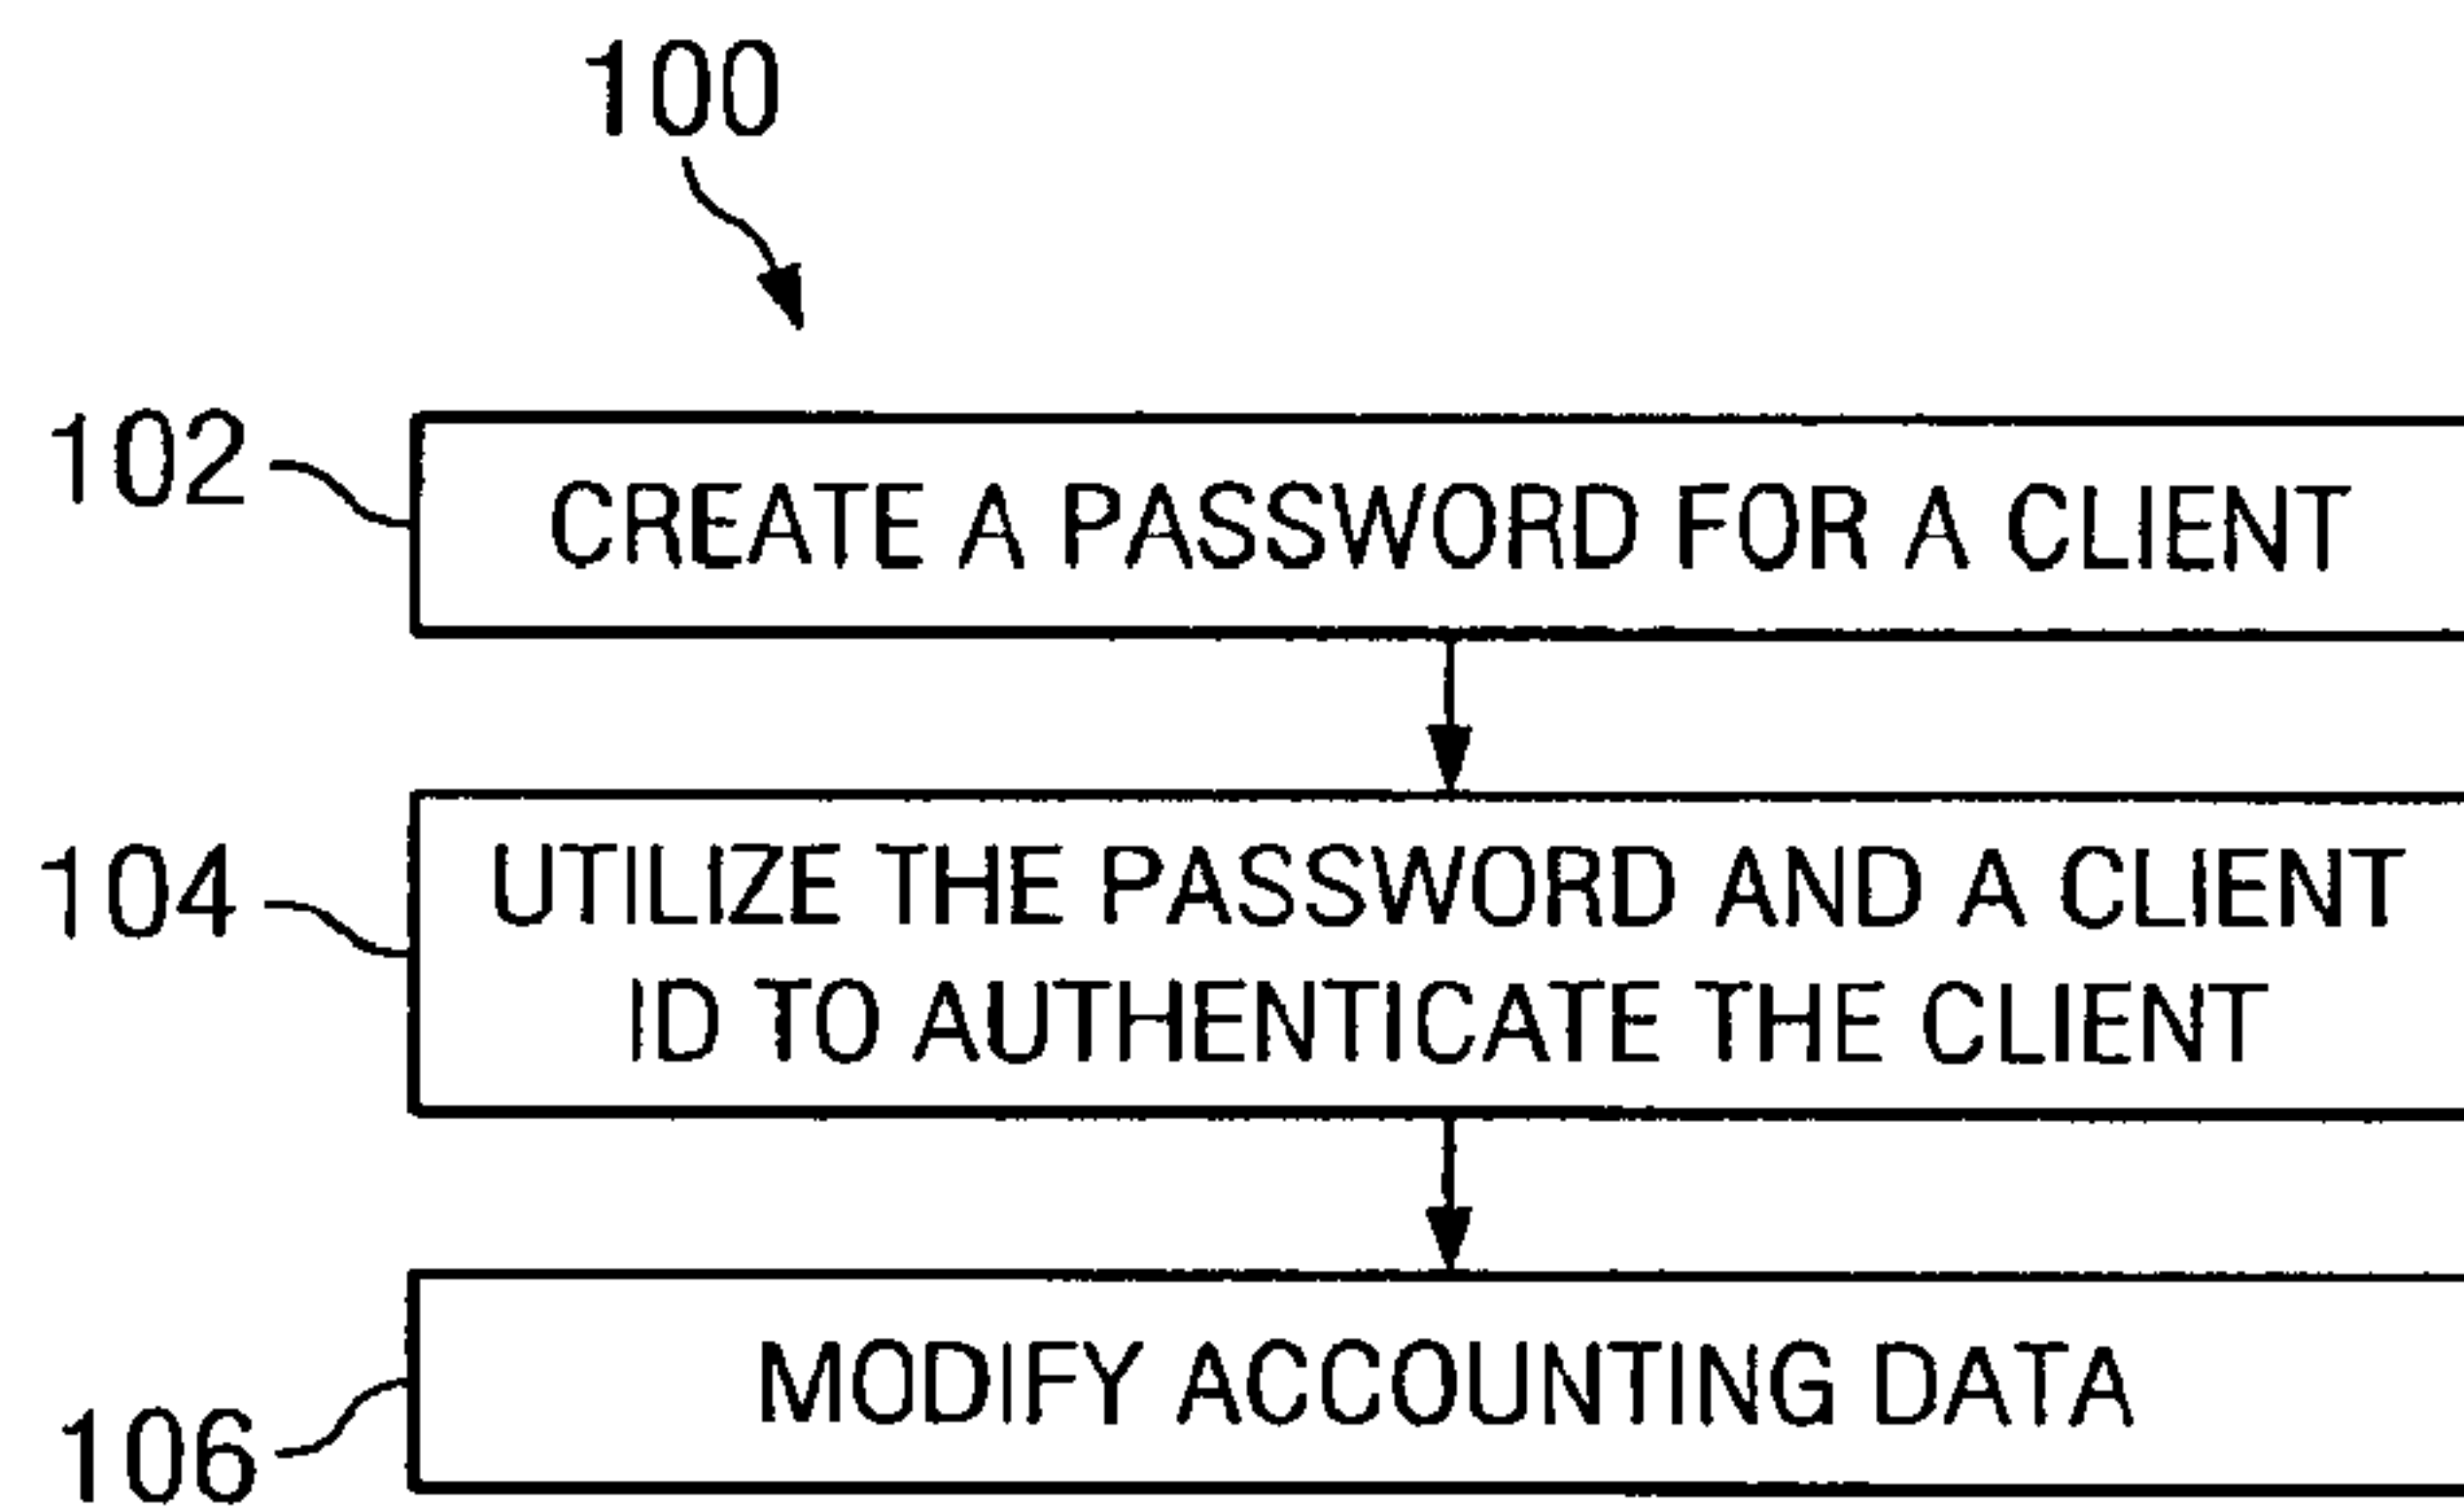 100
102
CREATE A PASSWORD FOR A CLIENT
104
UTILIZE THE PASSWORD AND A CLIENT
ID TO AUTHENTICATE THE CLIENT
106
MODIFY ACCOUNTING DATA